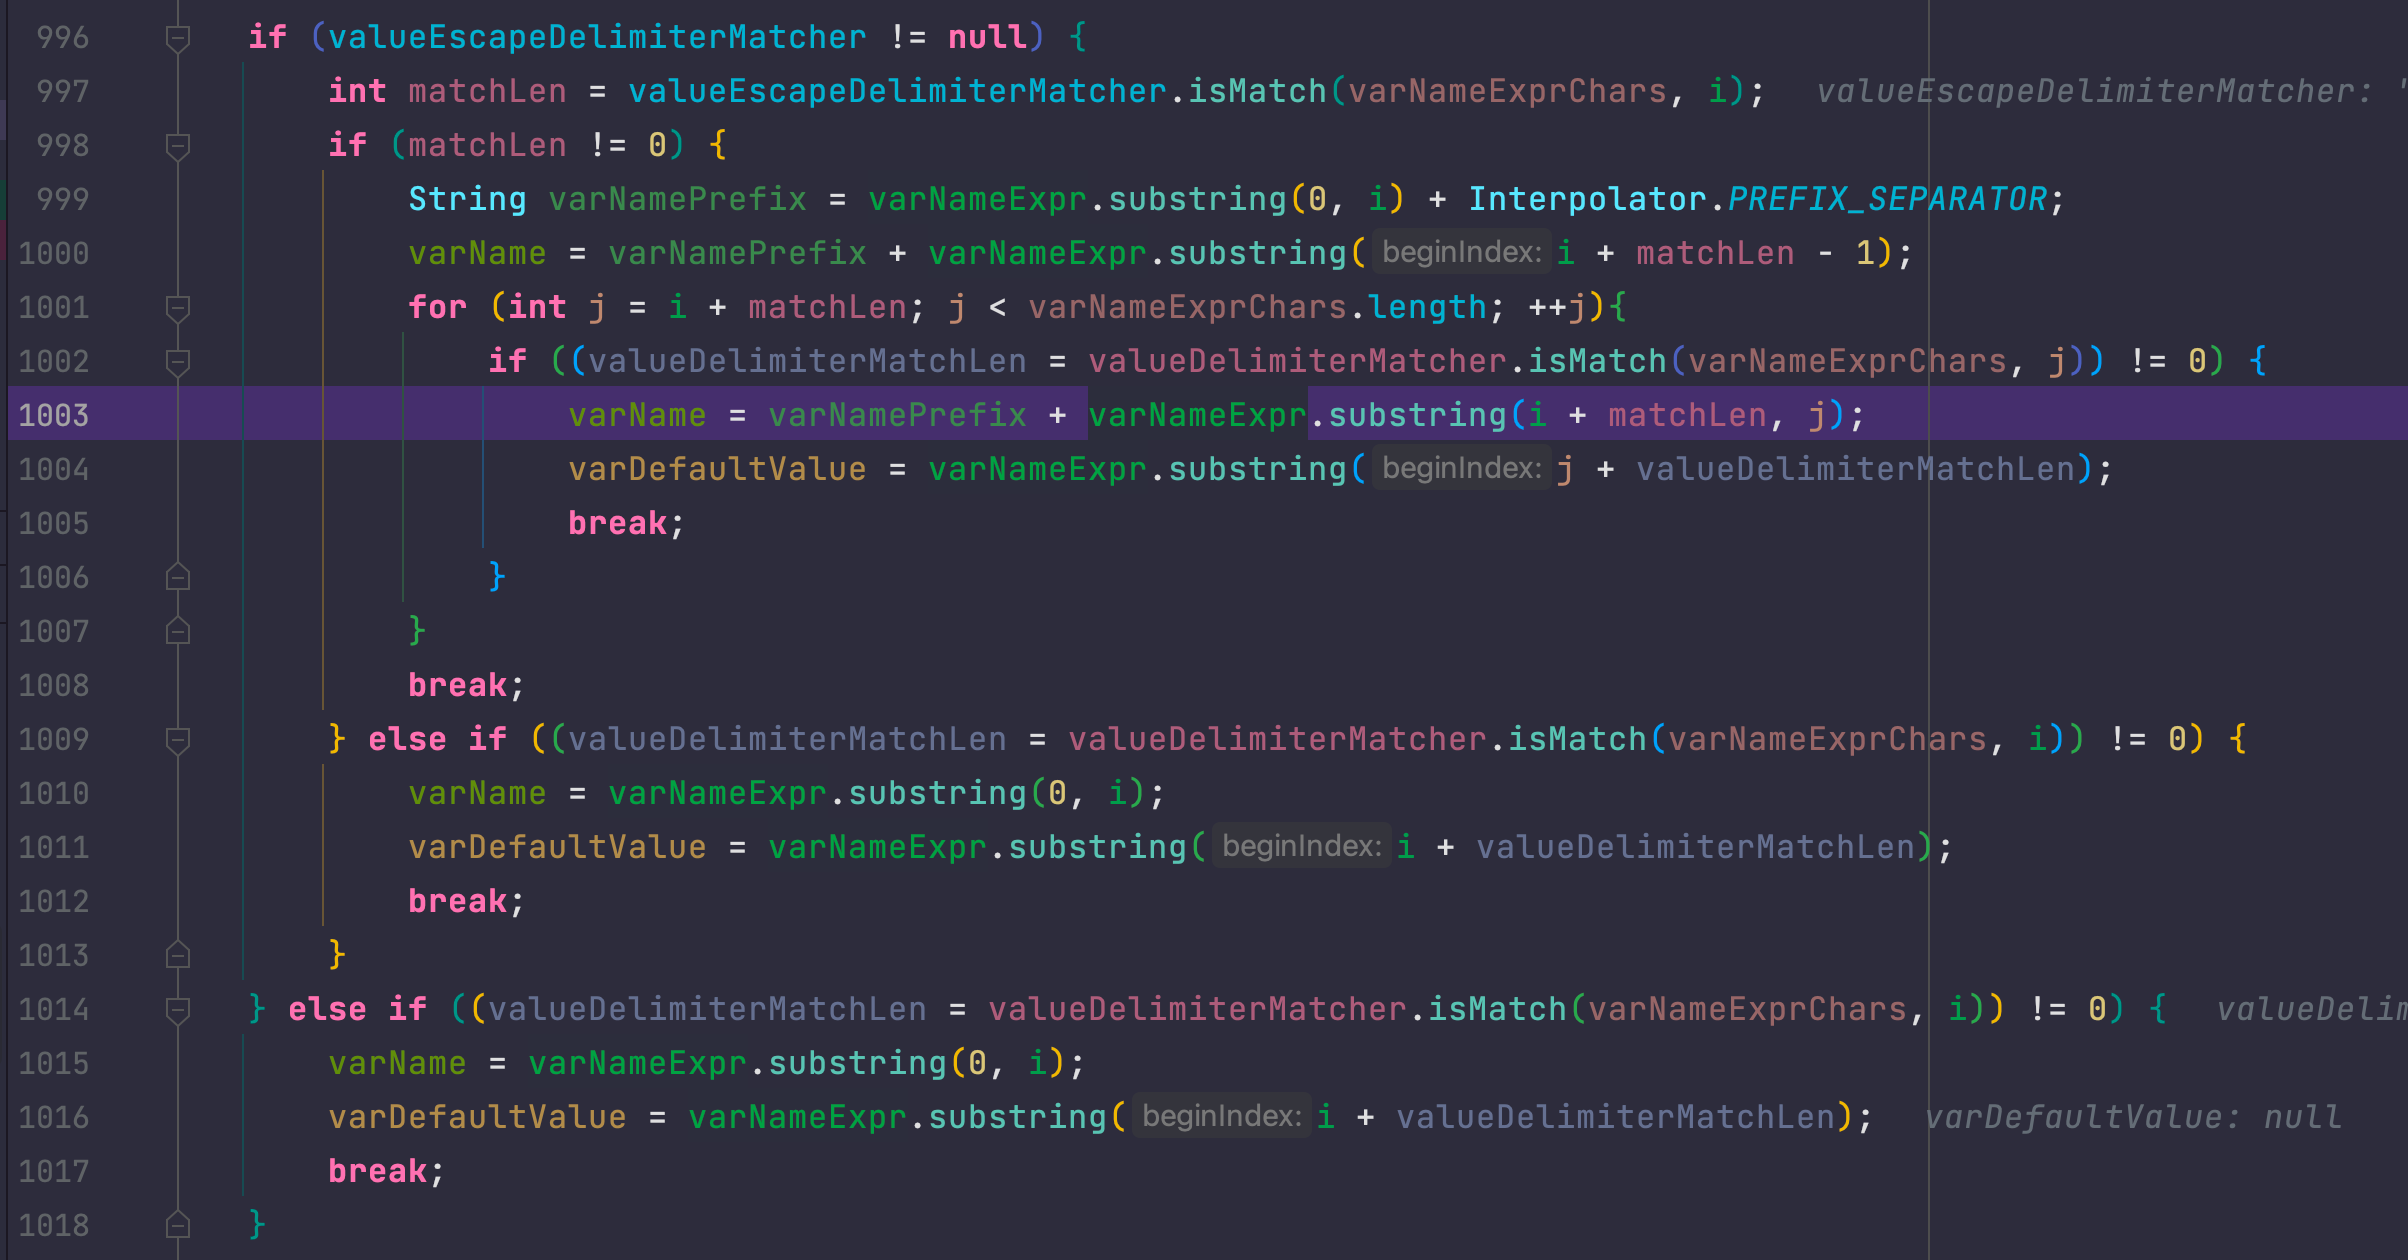 996 if (valueEscapeDelimiterMatcher != null) {
997 int matchLen = valueEscapeDelimiterMatcher.isMatch(varNameExprChars, i); valueEscapeDelimiterMatcher: "
998 if (matchLen != 0) {
999 String varNamePrefix = varNameExpr.substring(0, i) + Interpolator.PREFIX_SEPARATOR;
1000 varName = varNamePrefix + varNameExpr.substring( beginIndex: i + matchLen - 1);
1001 for (int j = i + matchLen; j < varNameExprChars.length; ++j){
1002 if ((valueDelimiterMatchLen = valueDelimiterMatcher.isMatch(varNameExprChars, j)) != 0) {
1003 varName = varNamePrefix + varNameExpr.substring(i + matchLen, j);
1004 varDefaultValue = varNameExpr.substring( beginIndex: j + valueDelimiterMatchLen);
1005 break;
1006 }
1007 }
1008 break;
1009 } else if ((valueDelimiterMatchLen = valueDelimiterMatcher.isMatch(varNameExprChars, i)) != 0) {
1010 varName = varNameExpr.substring(0, i);
1011 varDefaultValue = varNameExpr.substring( beginIndex: i + valueDelimiterMatchLen);
1012 break;
1013 }
1014 } else if ((valueDelimiterMatchLen = valueDelimiterMatcher.isMatch(varNameExprChars, i)) != 0) { valueDelim
1015 varName = varNameExpr.substring(0, i);
1016 varDefaultValue = varNameExpr.substring( beginIndex: i + valueDelimiterMatchLen); varDefaultValue: null
1017 break;
1018 }